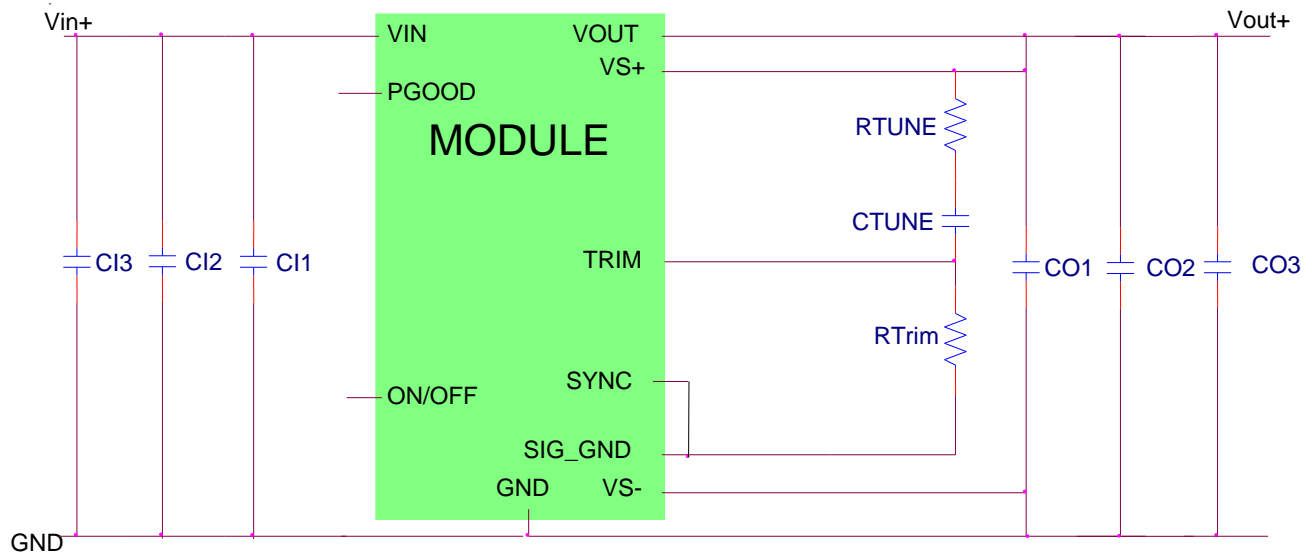 Vin+
Vout+
VIN
VOUT
VS+
PGOOD
RTUNE
MODULE
CTUNE
TRIM
CI3
CI2
CI1
CO1
CO2
CO3
RTrim
SYNC
ON/OFF
SIG_GND
GND
VS-
GND